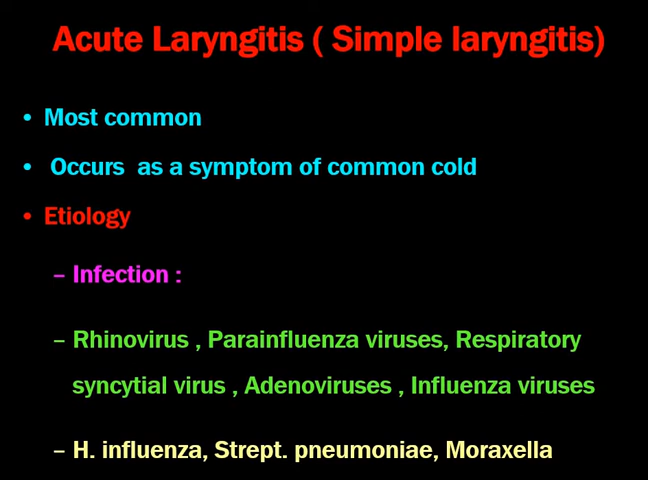 Acute Laryngitis ( Simple laryngitis)
• Most common
• Occurs as a symptom of common cold
• Etiology
– Infection :
– Rhinovirus , Parainfluenza viruses, Respiratory
syncytial virus , Adenoviruses , Influenza viruses
– H. influenza, Strept. pneumoniae, Moraxella